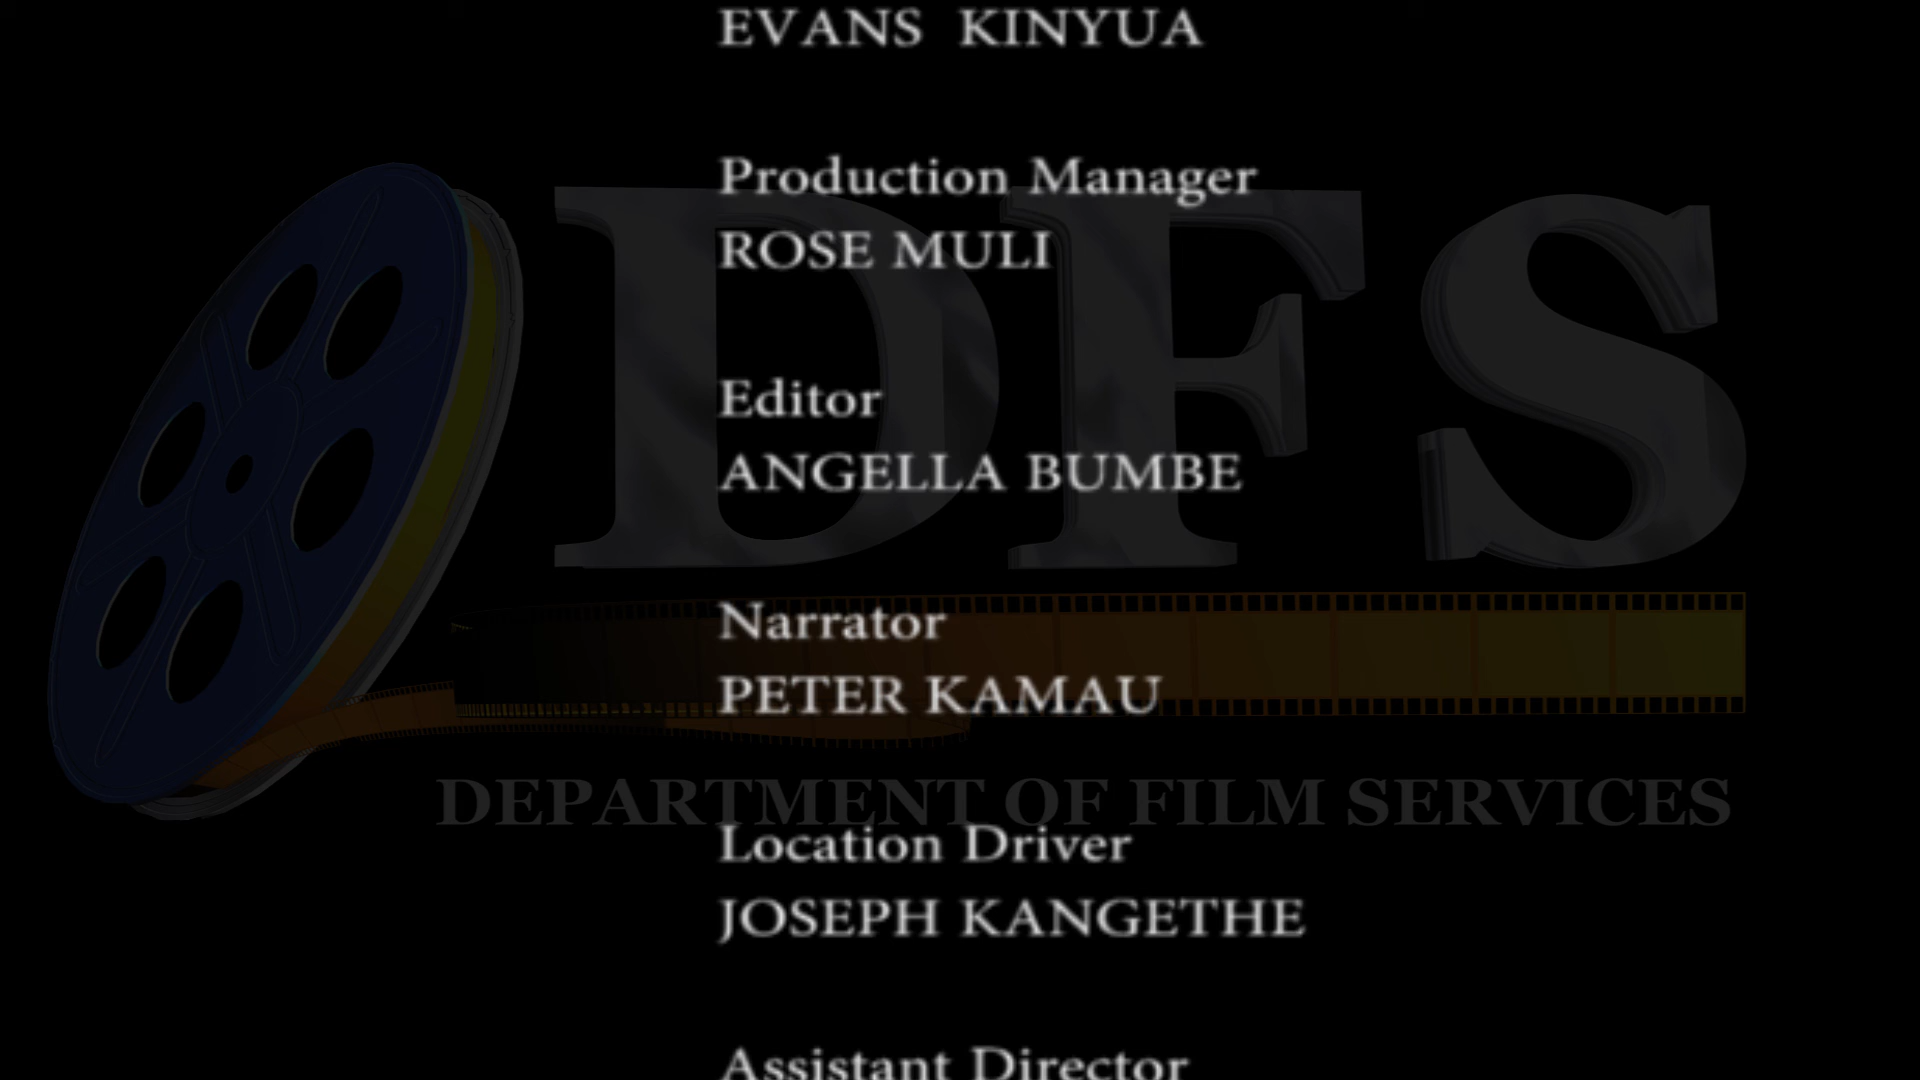 EVANS KINYUA
Production Manager
ROSE MULI
DFS
Editor
ANGELLA BUMBE
Narrator
PETER KAMAU
DEPARTMENT OF FILM SERVICES
Location Driver
JOSEPH KANGETHE
Assistant Director